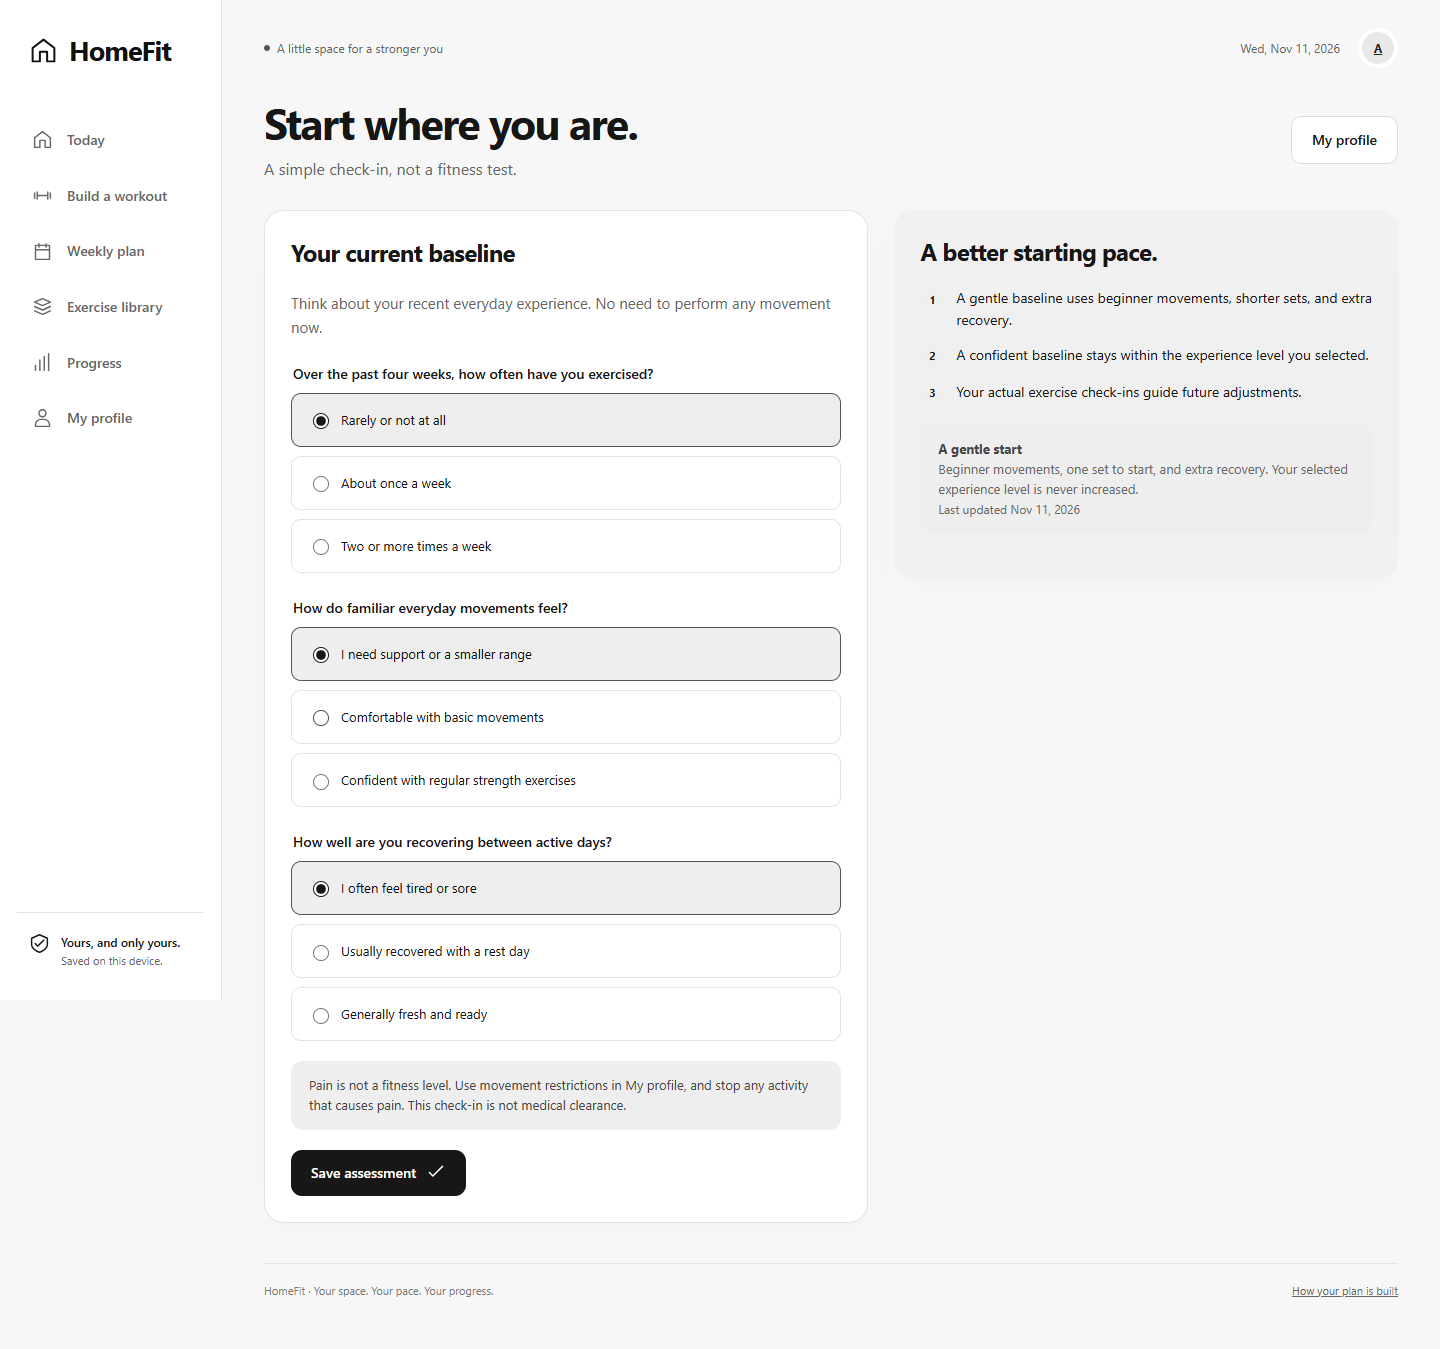 HomeFit
Today
Build a workout
Weekly plan
Exercise library
Progress
My profile
Yours, and only yours.
Saved on this device.
A little space for a stronger you
Wed, Nov 11, 2026
A
Start where you are.
A simple check-in, not a fitness test.
My profile
Your current baseline
Think about your recent everyday experience. No need to perform any movement
now.
Over the past four weeks, how often have you exercised?
Rarely or not at all
About once a week
Two or more times a week
How do familiar everyday movements feel?
I need support or a smaller range
Comfortable with basic movements
Confident with regular strength exercises
How well are you recovering between active days?
I often feel tired or sore
Usually recovered with a rest day
Generally fresh and ready
Pain is not a fitness level. Use movement restrictions in My profile, and stop any activity
that causes pain. This check-in is not medical clearance.
Save assessment
A better starting pace.
1 A gentle baseline uses beginner movements, shorter sets, and extra
recovery.
2 A confident baseline stays within the experience level you selected.
3 Your actual exercise check-ins guide future adjustments.
A gentle start
Beginner movements, one set to start, and extra recovery. Your selected
experience level is never increased.
Last updated Nov 11, 2026
HomeFit · Your space. Your pace. Your progress.
How your plan is built